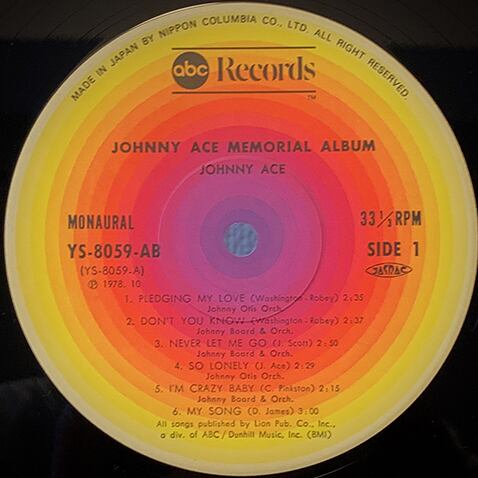 MADE IN JAPAN BY NIPPON COLUMBIA CO., LTD. ALL RIGHT RESERVED.
abc Records
TM
JOHNNY ACE MEMORIAL ALBUM
JOHNNY ACE
MONAURAL 33 1/3 RPM
YS-8059-AB SIDE 1
(YS-8059-A) JASRAC
Ⓟ 1978. 10
1. PLEDGING MY LOVE (Washington - Robey) 2:35
Johnny Otis Orch.
2. DON'T YOU KNOW (Washington - Robey) 2:37
Johnny Board & Orch.
3. NEVER LET ME GO (J. Scott) 2:50
Johnny Board & Orch.
4. SO LONELY (J. Ace) 2:29
Johnny Otis Orch.
5. I'M CRAZY BABY (C. Pinkston) 2:15
Johnny Board & Orch.
6. MY SONG (D. James) 3:00
All songs published by Lion Pub. Co., Inc.,
a div. of ABC/Dunhill Music, Inc. (BMI)